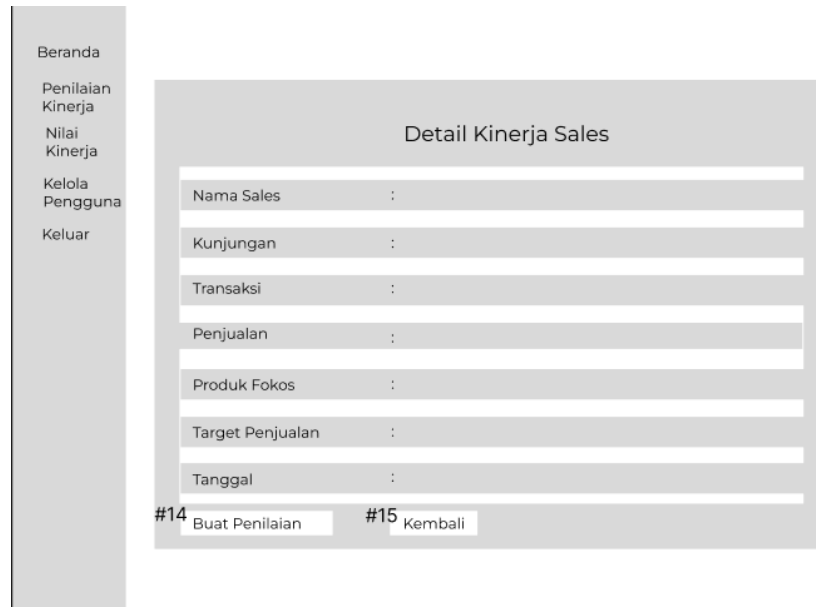 Beranda
Penilaian
Kinerja
Nilai
Kinerja
Kelola
Pengguna
Keluar
Detail Kinerja Sales
Nama Sales :
Kunjungan :
Transaksi :
Penjualan :
Produk Fokos :
Target Penjualan :
Tanggal :
#14 Buat Penilaian #15 Kembali